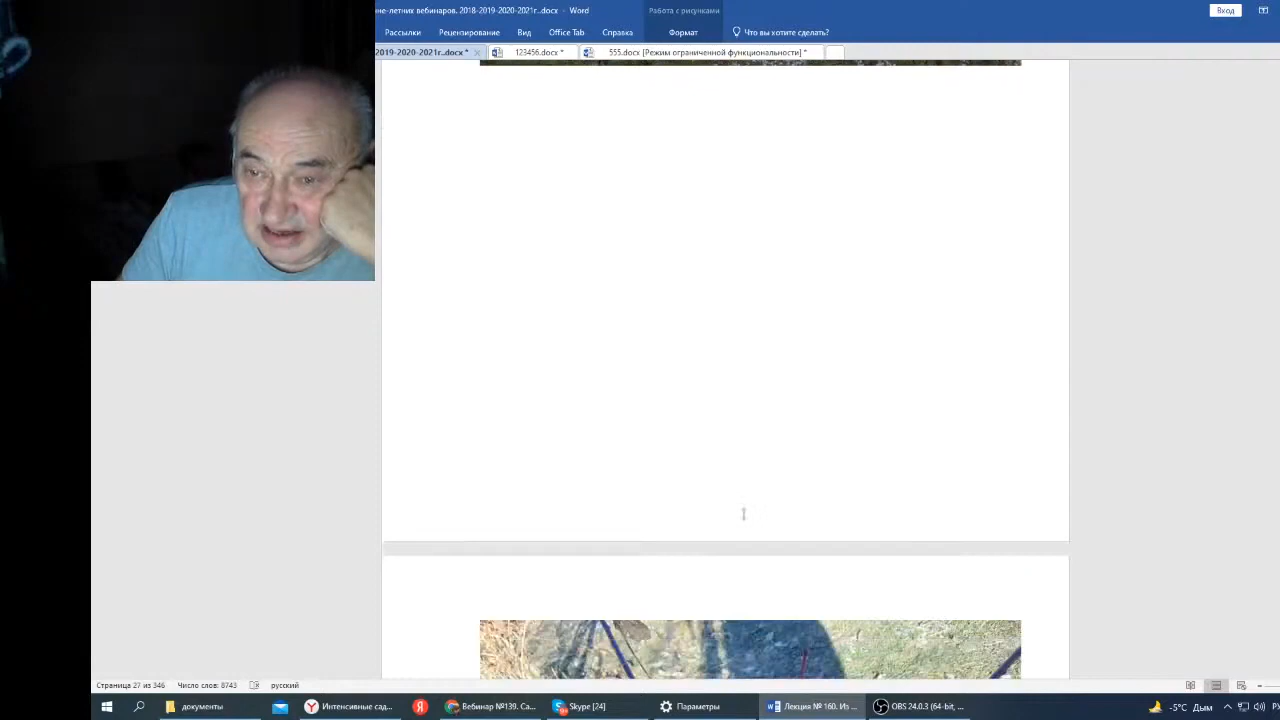 не-летних вебинаров. 2018-2019-2020-2021г..docx - Word
Работа с рисунками
Вход
Рассылки Рецензирование Вид Office Tab Справка Формат Что вы хотите сделать?
2019-2020-2021г..docx *
123456.docx *
555.docx [Режим ограниченной функциональности] *
Страница 27 из 346 Число слов: 8743 русский
документы
Интенсивные сад...
Я
Вебинар №139. Са...
Skype [24]
Параметры
Лекция № 160. Из ...
OBS 24.0.3 (64-bit, ...
-5°C Дым